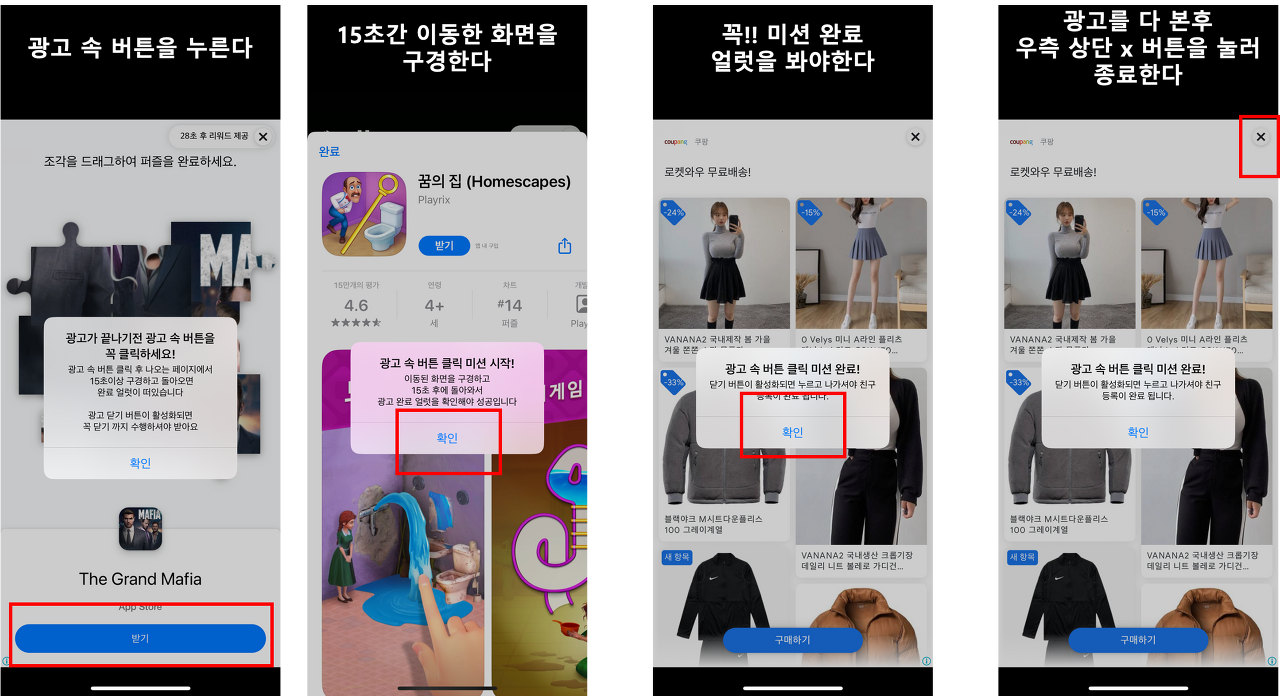 광고 속 버튼을 누른다
28초 후 리워드 제공
조각을 드래그하여 퍼즐을 완료하세요.
MA
광고가 끝나기전 광고 속 버튼을
꼭 클릭하세요!
광고 속 버튼 클릭 후 나오는 페이지에서
15초이상 구경하고 돌아오면
완료 얼럿이 떠있습니다
광고 닫기 버튼이 활성화되면
꼭 닫기 까지 수행하셔야 받아요
확인
MAFIA
The Grand Mafia
App Store
받기
15초간 이동한 화면을
구경한다
완료
꿈의 집 (Homescapes)
Playrix
받기
앱 내 구입
15만개의 평가
연령
차트
4.6
4+
#14
세
퍼즐
Play
광고 속 버튼 클릭 미션 시작!
이동된 화면을 구경하고
15초 후에 돌아와서
광고 완료 얼럿을 확인해야 성공입니다
게임
확인
꼭!! 미션 완료
얼럿을 봐야한다
coupang 쿠팡
로켓와우 무료배송!
-24%
-15%
VANANA2 국내제작 봄 가을
O Velys 미니 A라인 플리츠
-33%
광고 속 버튼 클릭 미션 완료!
닫기 버튼이 활성화되면 누르고 나가셔야 친구
등록이 완료 됩니다.
확인
블랙야크 M시트다운플리스
100 그레이계열
VANANA2 국내생산 크롭기장
데일리 니트 볼레로 가디건...
새 항목
구매하기
광고를 다 본후
우측 상단 x 버튼을 눌러
종료한다
coupang 쿠팡
로켓와우 무료배송!
-24%
-15%
VANANA2 국내제작 봄 가을
O Velys 미니 A라인 플리츠
-33%
광고 속 버튼 클릭 미션 완료!
닫기 버튼이 활성화되면 누르고 나가셔야 친구
등록이 완료 됩니다.
확인
블랙야크 M시트다운플리스
100 그레이계열
VANANA2 국내생산 크롭기장
데일리 니트 볼레로 가디건...
새 항목
구매하기